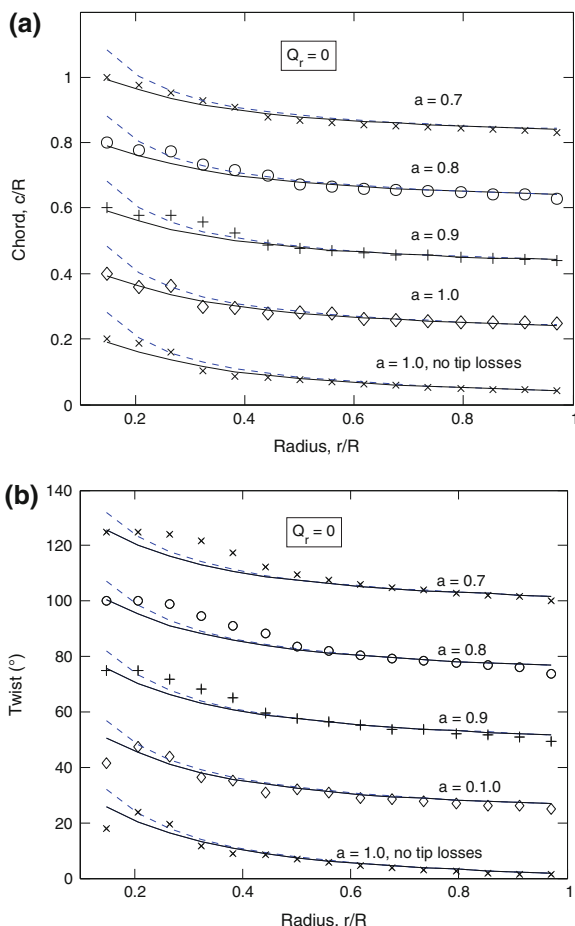 (a)
Q_r = 0
1
a = 0.7
0.8
a = 0.8
0.6
a = 0.9
Chord, c/R
0.4
a = 1.0
0.2
a = 1.0, no tip losses
0
0.2 0.4 0.6 0.8 1
Radius, r/R
(b)
140
Q_r = 0
120
a = 0.7
100
a = 0.8
80
a = 0.9
Twist (°)
60
40
a = 0.1.0
20
a = 1.0, no tip losses
0
0.2 0.4 0.6 0.8 1
Radius, r/R